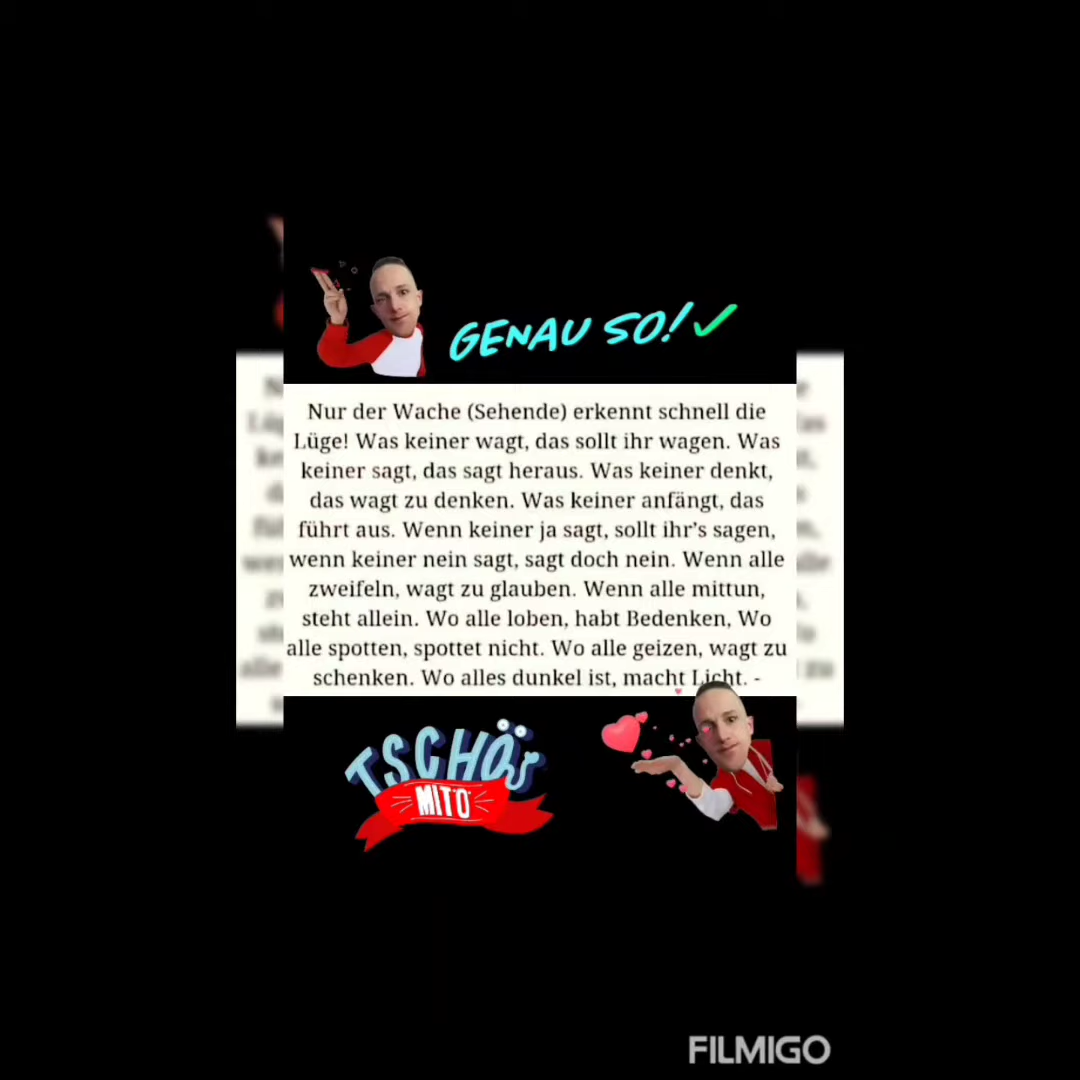 GENAU SO!✓
Nur der Wache (Sehende) erkennt schnell die
Lüge! Was keiner wagt, das sollt ihr wagen. Was
keiner sagt, das sagt heraus. Was keiner denkt,
das wagt zu denken. Was keiner anfängt, das
führt aus. Wenn keiner ja sagt, sollt ihr’s sagen,
wenn keiner nein sagt, sagt doch nein. Wenn alle
zweifeln, wagt zu glauben. Wenn alle mittun,
steht allein. Wo alle loben, habt Bedenken, Wo
alle spotten, spottet nicht. Wo alle geizen, wagt zu
schenken. Wo alles dunkel ist, macht Licht. -
TSCHÖS
MIT Ö
FILMIGO